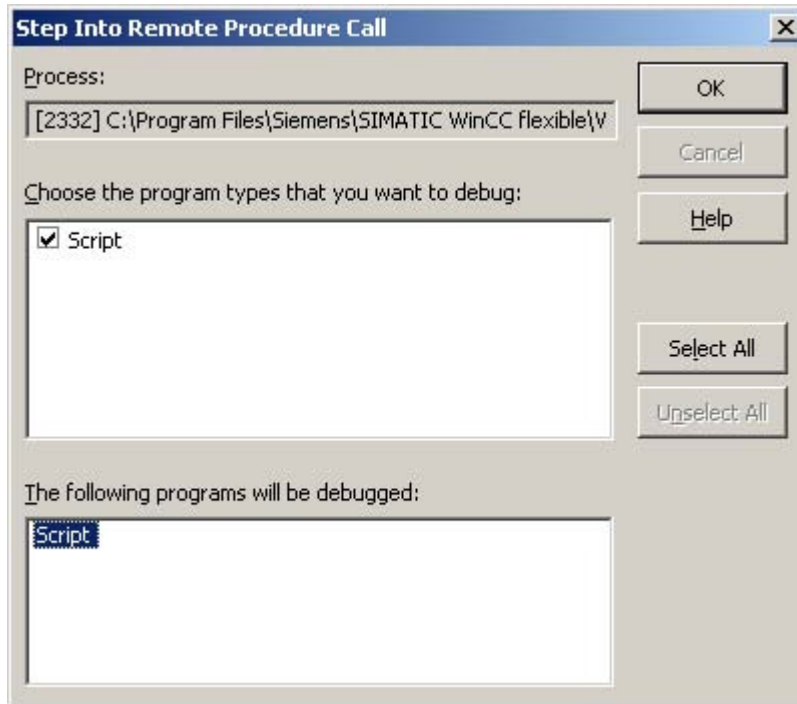 Step Into Remote Procedure Call
Process:
[2332] C:\Program Files\Siemens\SIMATIC WinCC flexible\V
Choose the program types that you want to debug:
Script
The following programs will be debugged:
Script
OK
Cancel
Help
Select All
Unselect All